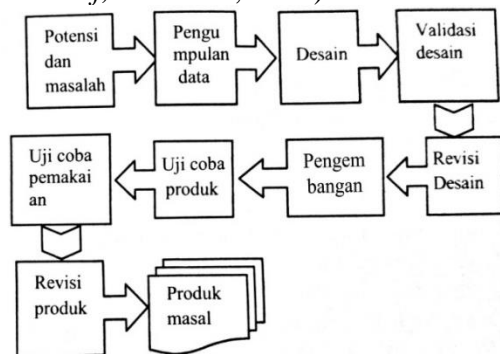 Potensi
dan
masalah
Pengu
mpulan
data
Desain
Validasi
desain
Revisi
Desain
Pengem
bangan
Uji coba
produk
Uji coba
pemakai
an
Revisi
produk
Produk
masal